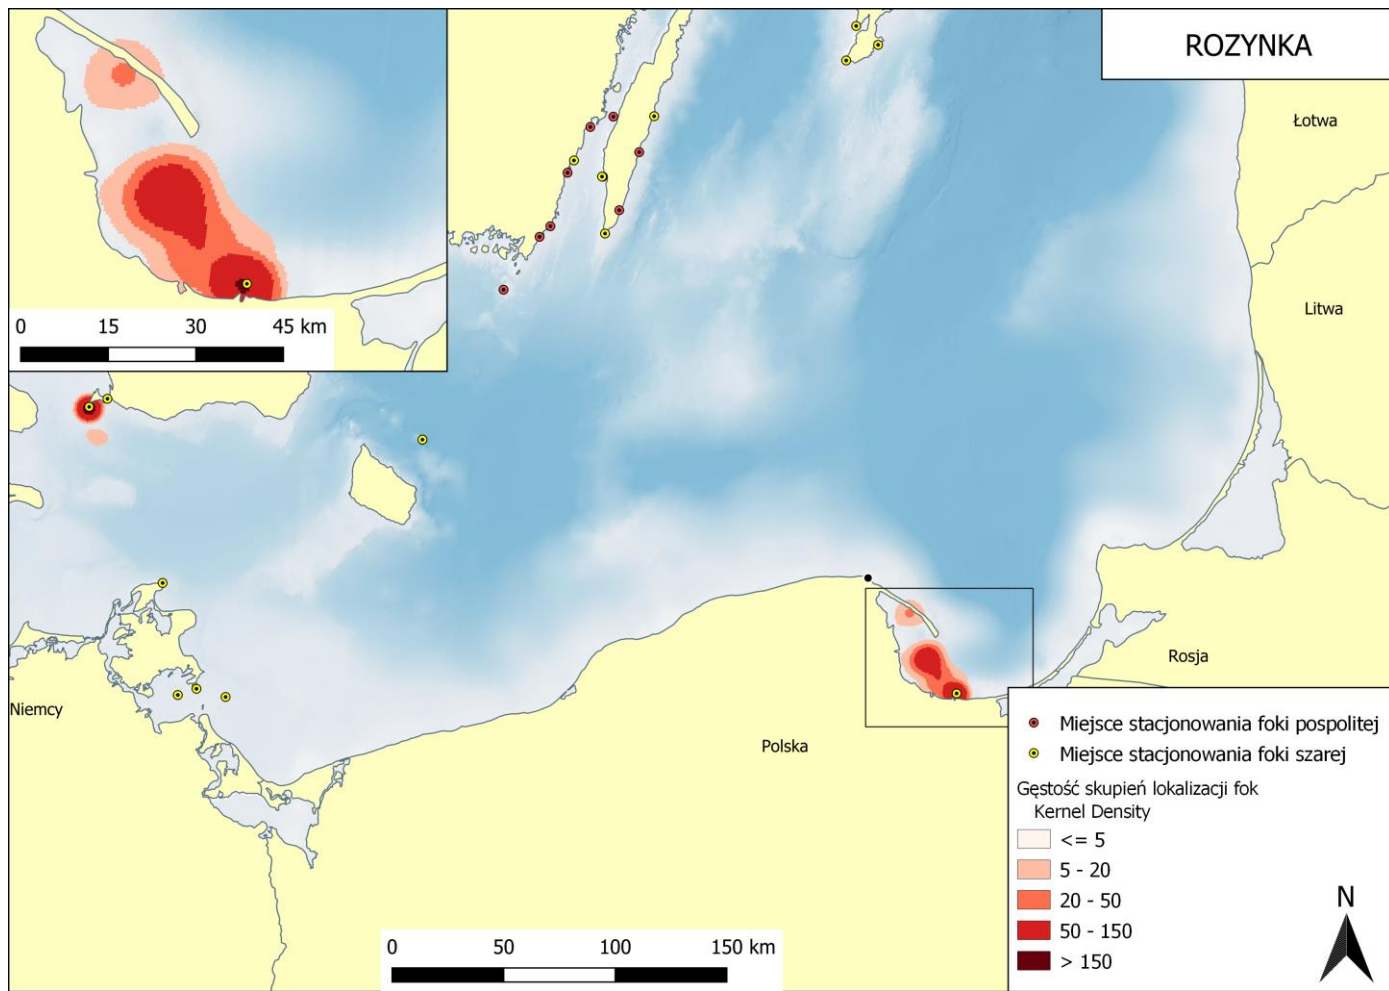 ROZYNKA
0 15 30 45 km
Łotwa
Litwa
Rosja
Niemcy
Polska
Miejsce stacjonowania foki pospolitej
Miejsce stacjonowania foki szarej
Gęstość skupień lokalizacji fok
Kernel Density
<= 5
5 - 20
20 - 50
50 - 150
> 150
N
0 50 100 150 km